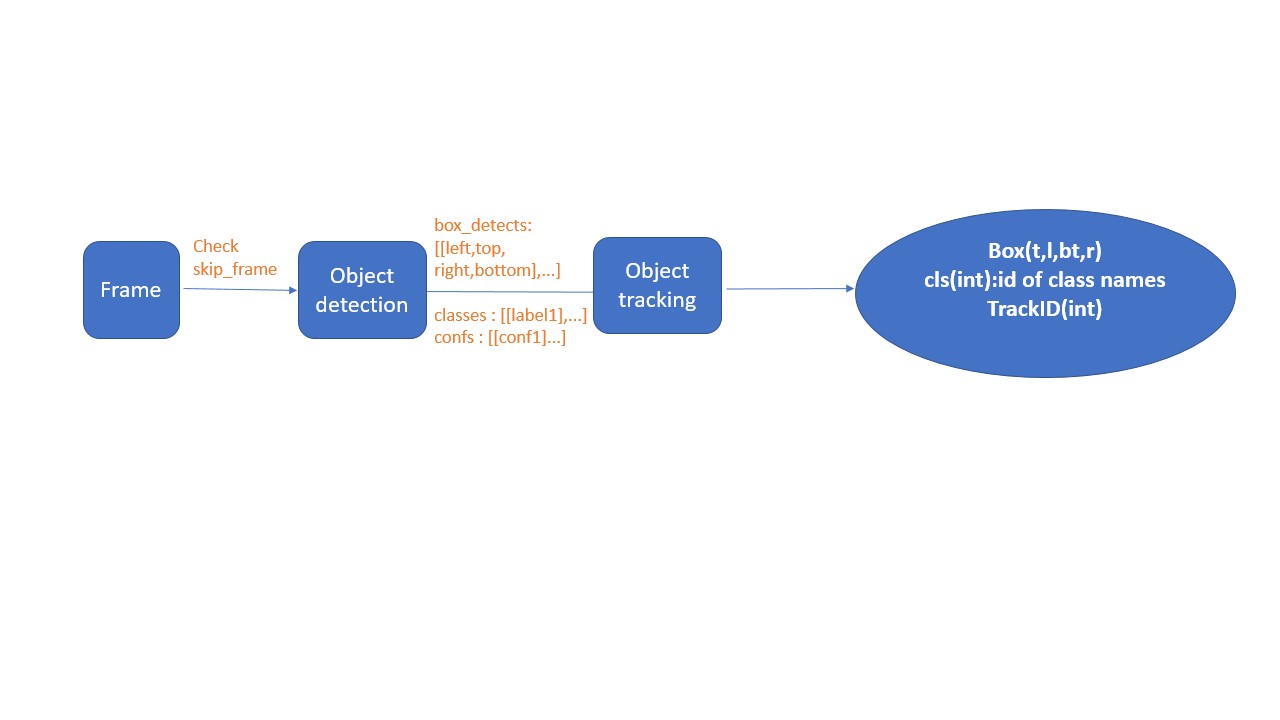 Frame
Check
skip_frame
Object
detection
box_detects:
[[left,top,
right,bottom],...]
classes : [[label1],...]
confs : [[conf1]...]
Object
tracking
Box(t,l,bt,r)
cls(int):id of class names
TrackID(int)